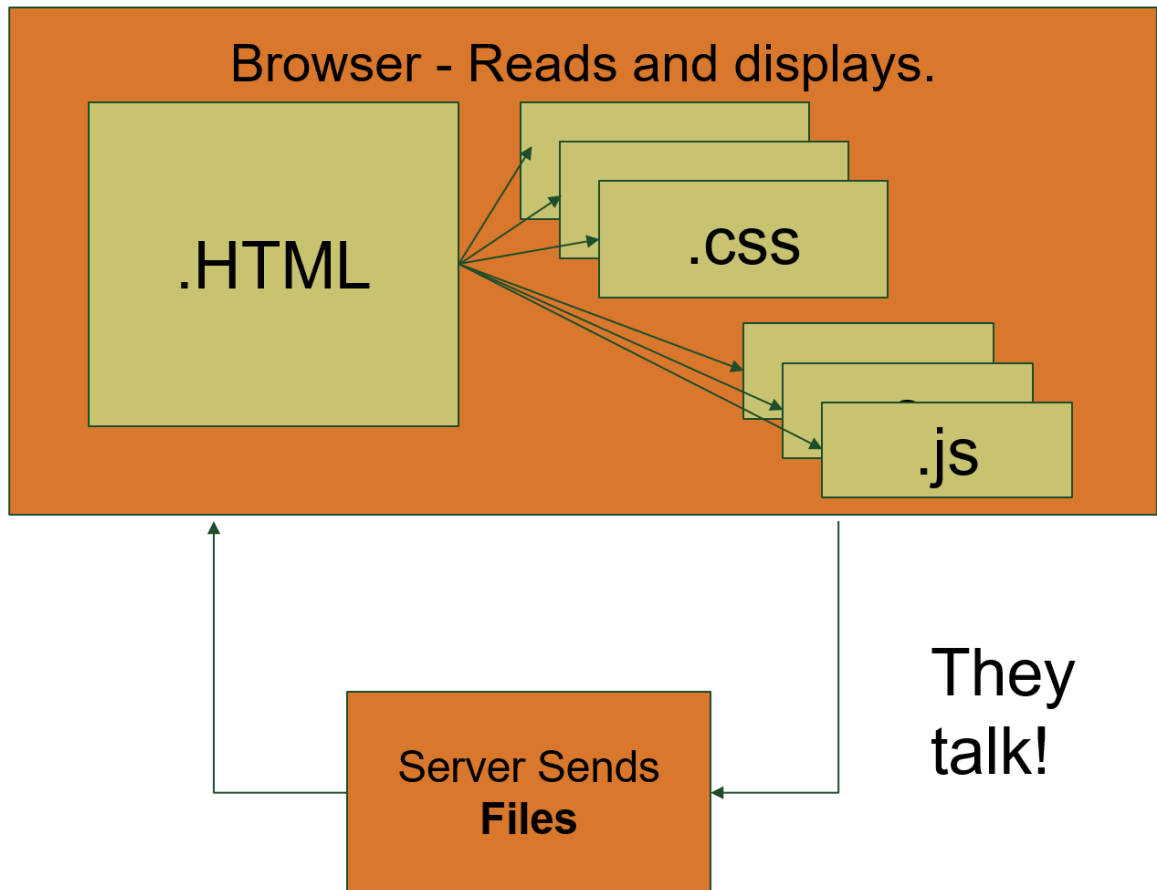 Browser - Reads and displays.
.HTML
.css
.js
They
talk!
Server Sends
Files